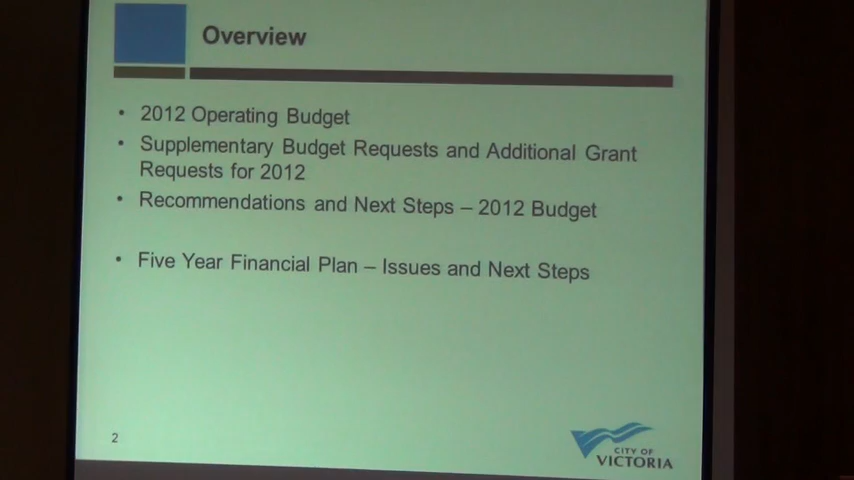 Overview
• 2012 Operating Budget
• Supplementary Budget Requests and Additional Grant
Requests for 2012
• Recommendations and Next Steps – 2012 Budget
• Five Year Financial Plan – Issues and Next Steps
2
CITY OF
VICTORIA